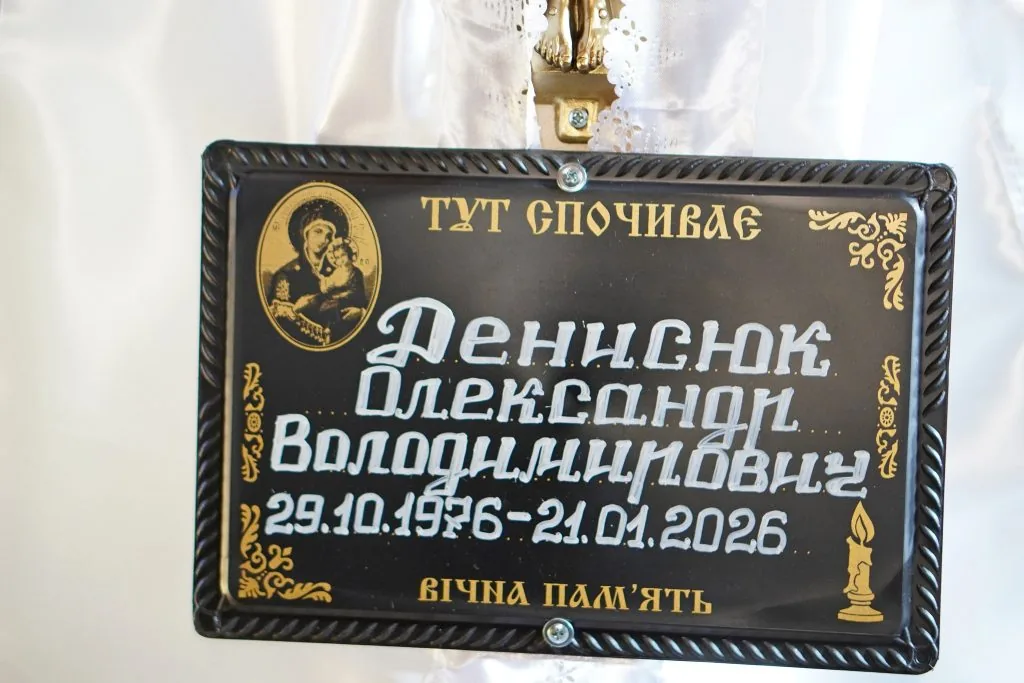 ТУТ СПОЧИВАЄ
Денисюк
Олександр
Володимирович
29.10.1976-21.01.2026
ВІЧНА ПАМ'ЯТЬ